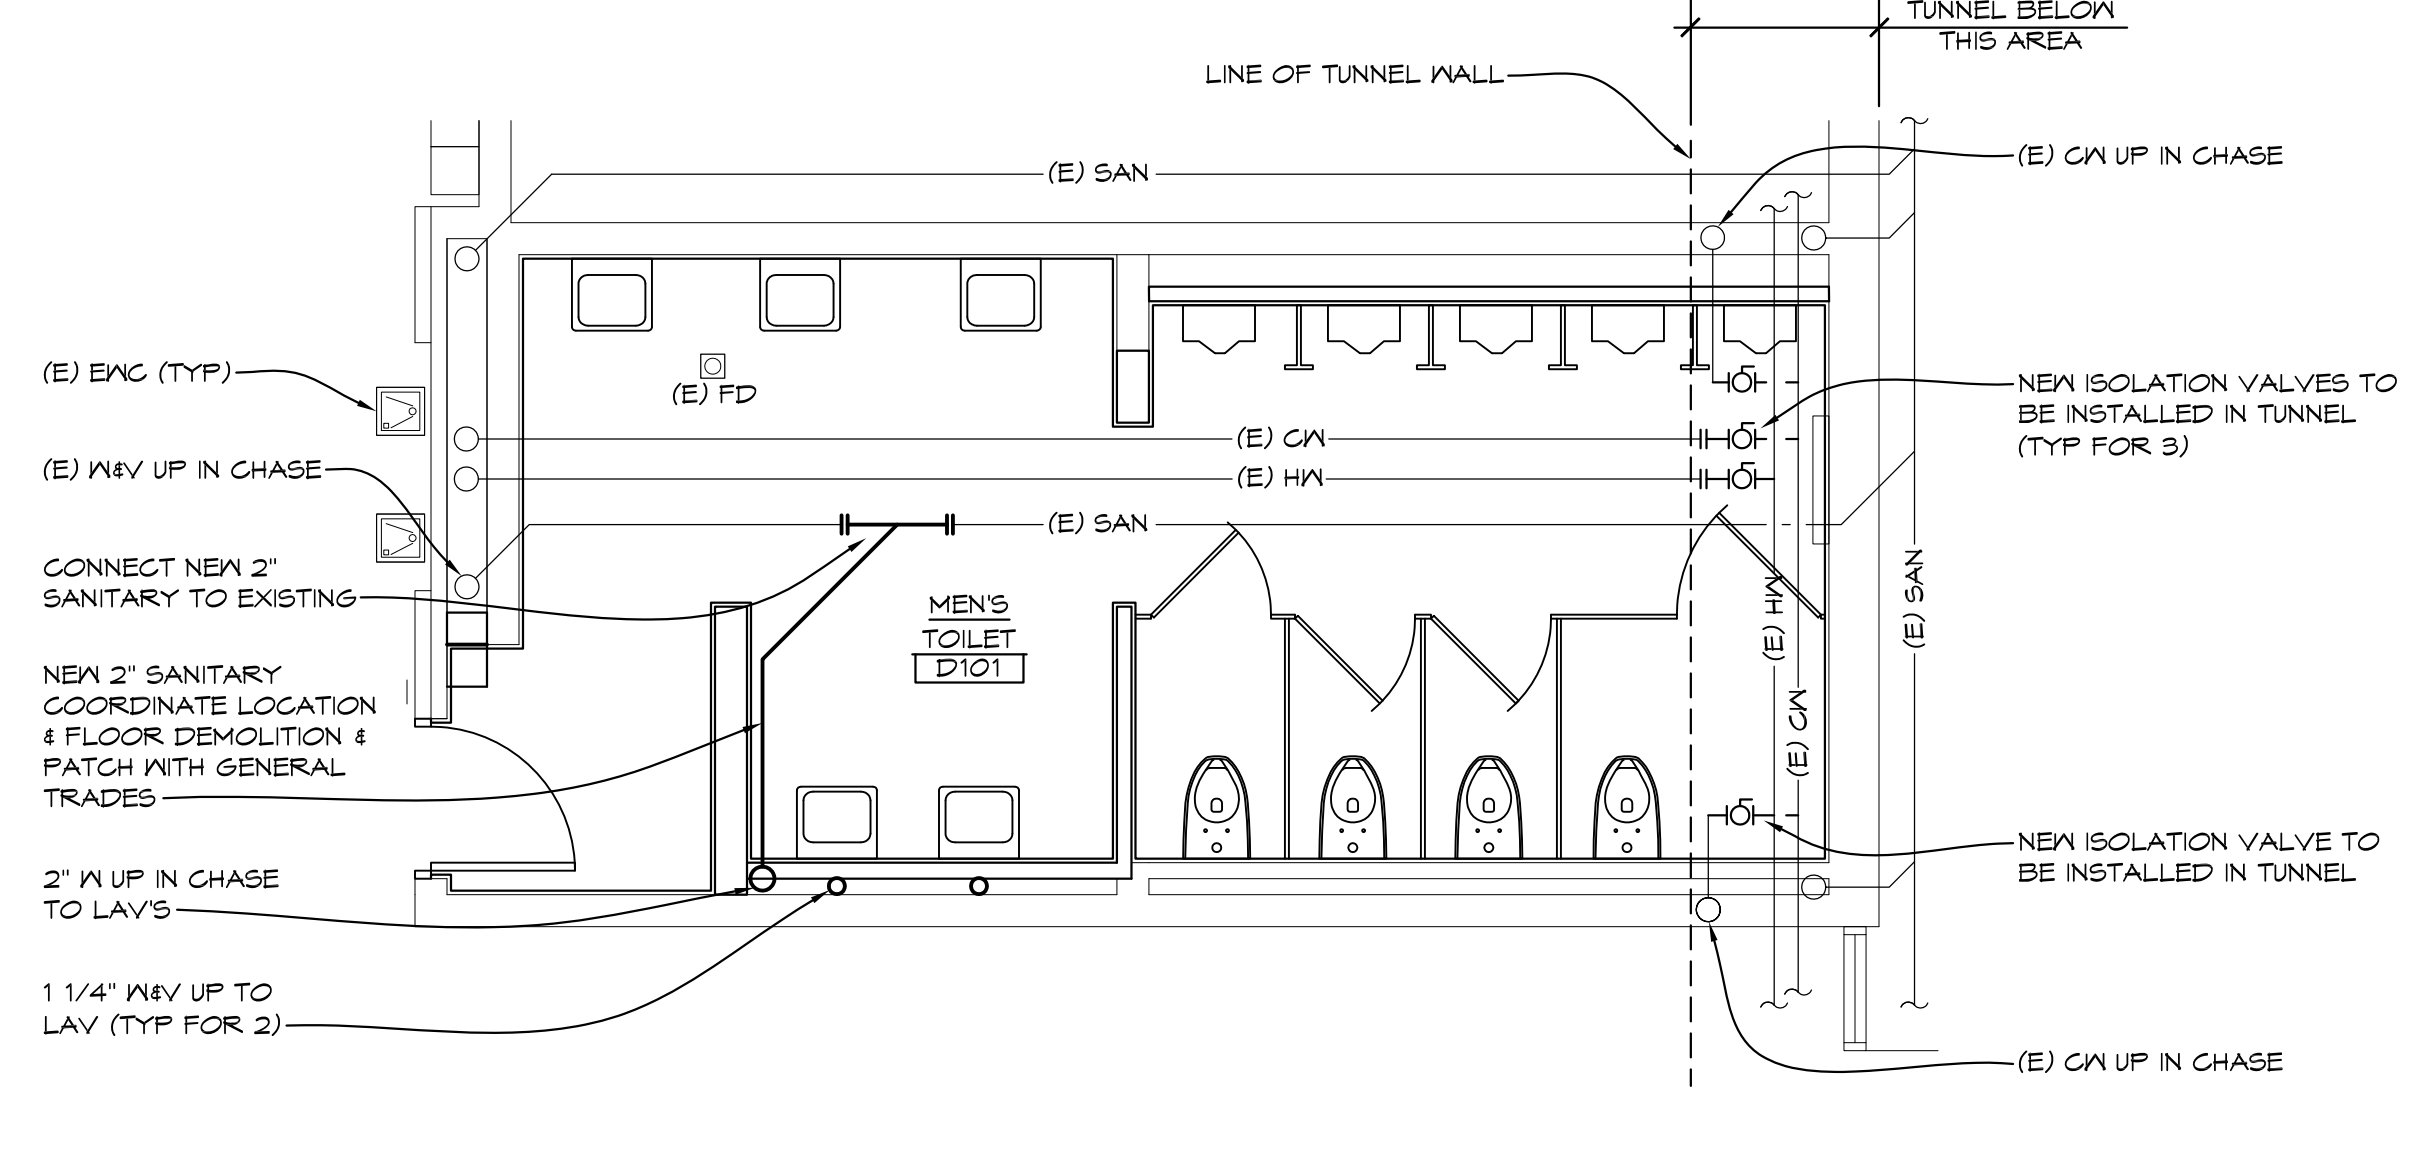 TUNNEL BELOW
THIS AREA
LINE OF TUNNEL WALL
(E) SAN
(E) CW UP IN CHASE
(E) EWC (TYP)
(E) FD
NEW ISOLATION VALVES TO
BE INSTALLED IN TUNNEL
(TYP FOR 3)
(E) CW
(E) W&V UP IN CHASE
(E) HW
(E) SAN
CONNECT NEW 2"
SANITARY TO EXISTING
MEN'S
TOILET
D101
(E) HW
(E) SAN
(E) CW
NEW 2" SANITARY
COORDINATE LOCATION
& FLOOR DEMOLITION &
PATCH WITH GENERAL
TRADES
NEW ISOLATION VALVE TO
BE INSTALLED IN TUNNEL
2" W UP IN CHASE
TO LAV'S
1 1/4" W&V UP TO
LAV (TYP FOR 2)
(E) CW UP IN CHASE